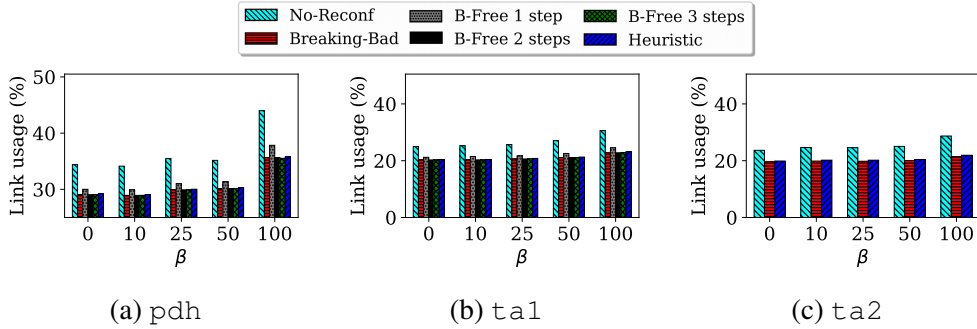 No-Reconf B-Free 1 step B-Free 3 steps
Breaking-Bad B-Free 2 steps Heuristic
Link usage (%)
50
30
0 10 25 50 100
β
(a) pdh
Link usage (%)
40
20
0
0 10 25 50 100
β
(b) ta1
Link usage (%)
40
20
0
0 10 25 50 100
β
(c) ta2